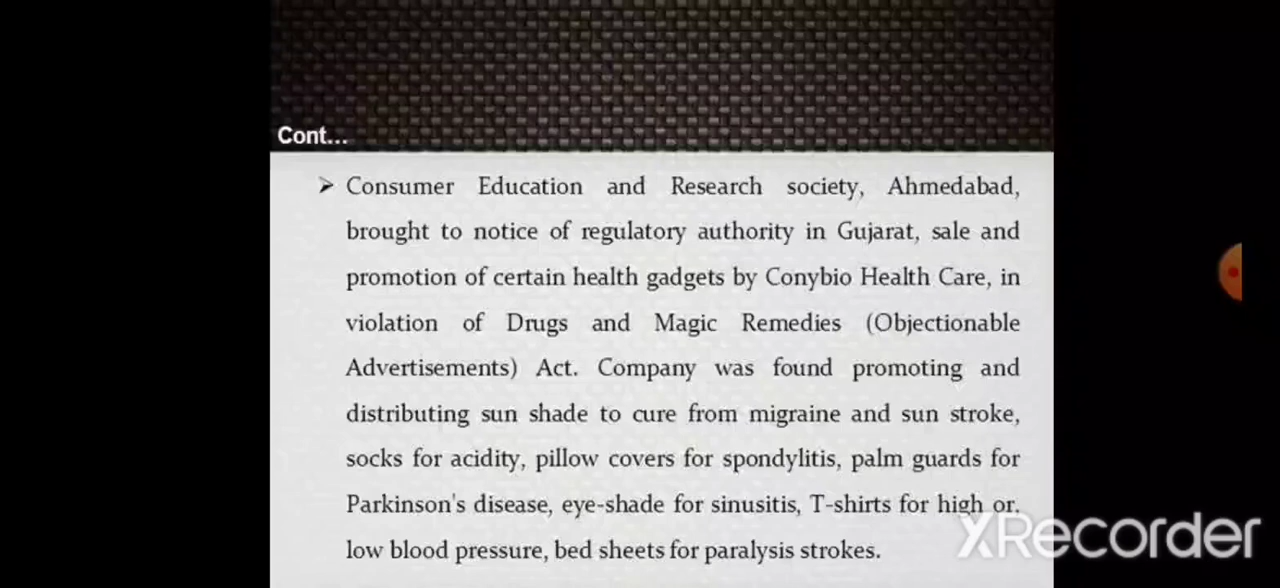 Cont...
➢ Consumer Education and Research society, Ahmedabad,
brought to notice of regulatory authority in Gujarat, sale and
promotion of certain health gadgets by Conybio Health Care, in
violation of Drugs and Magic Remedies (Objectionable
Advertisements) Act. Company was found promoting and
distributing sun shade to cure from migraine and sun stroke,
socks for acidity, pillow covers for spondylitis, palm guards for
Parkinson's disease, eye-shade for sinusitis, T-shirts for high or.
low blood pressure, bed sheets for paralysis strokes.
XRecorder